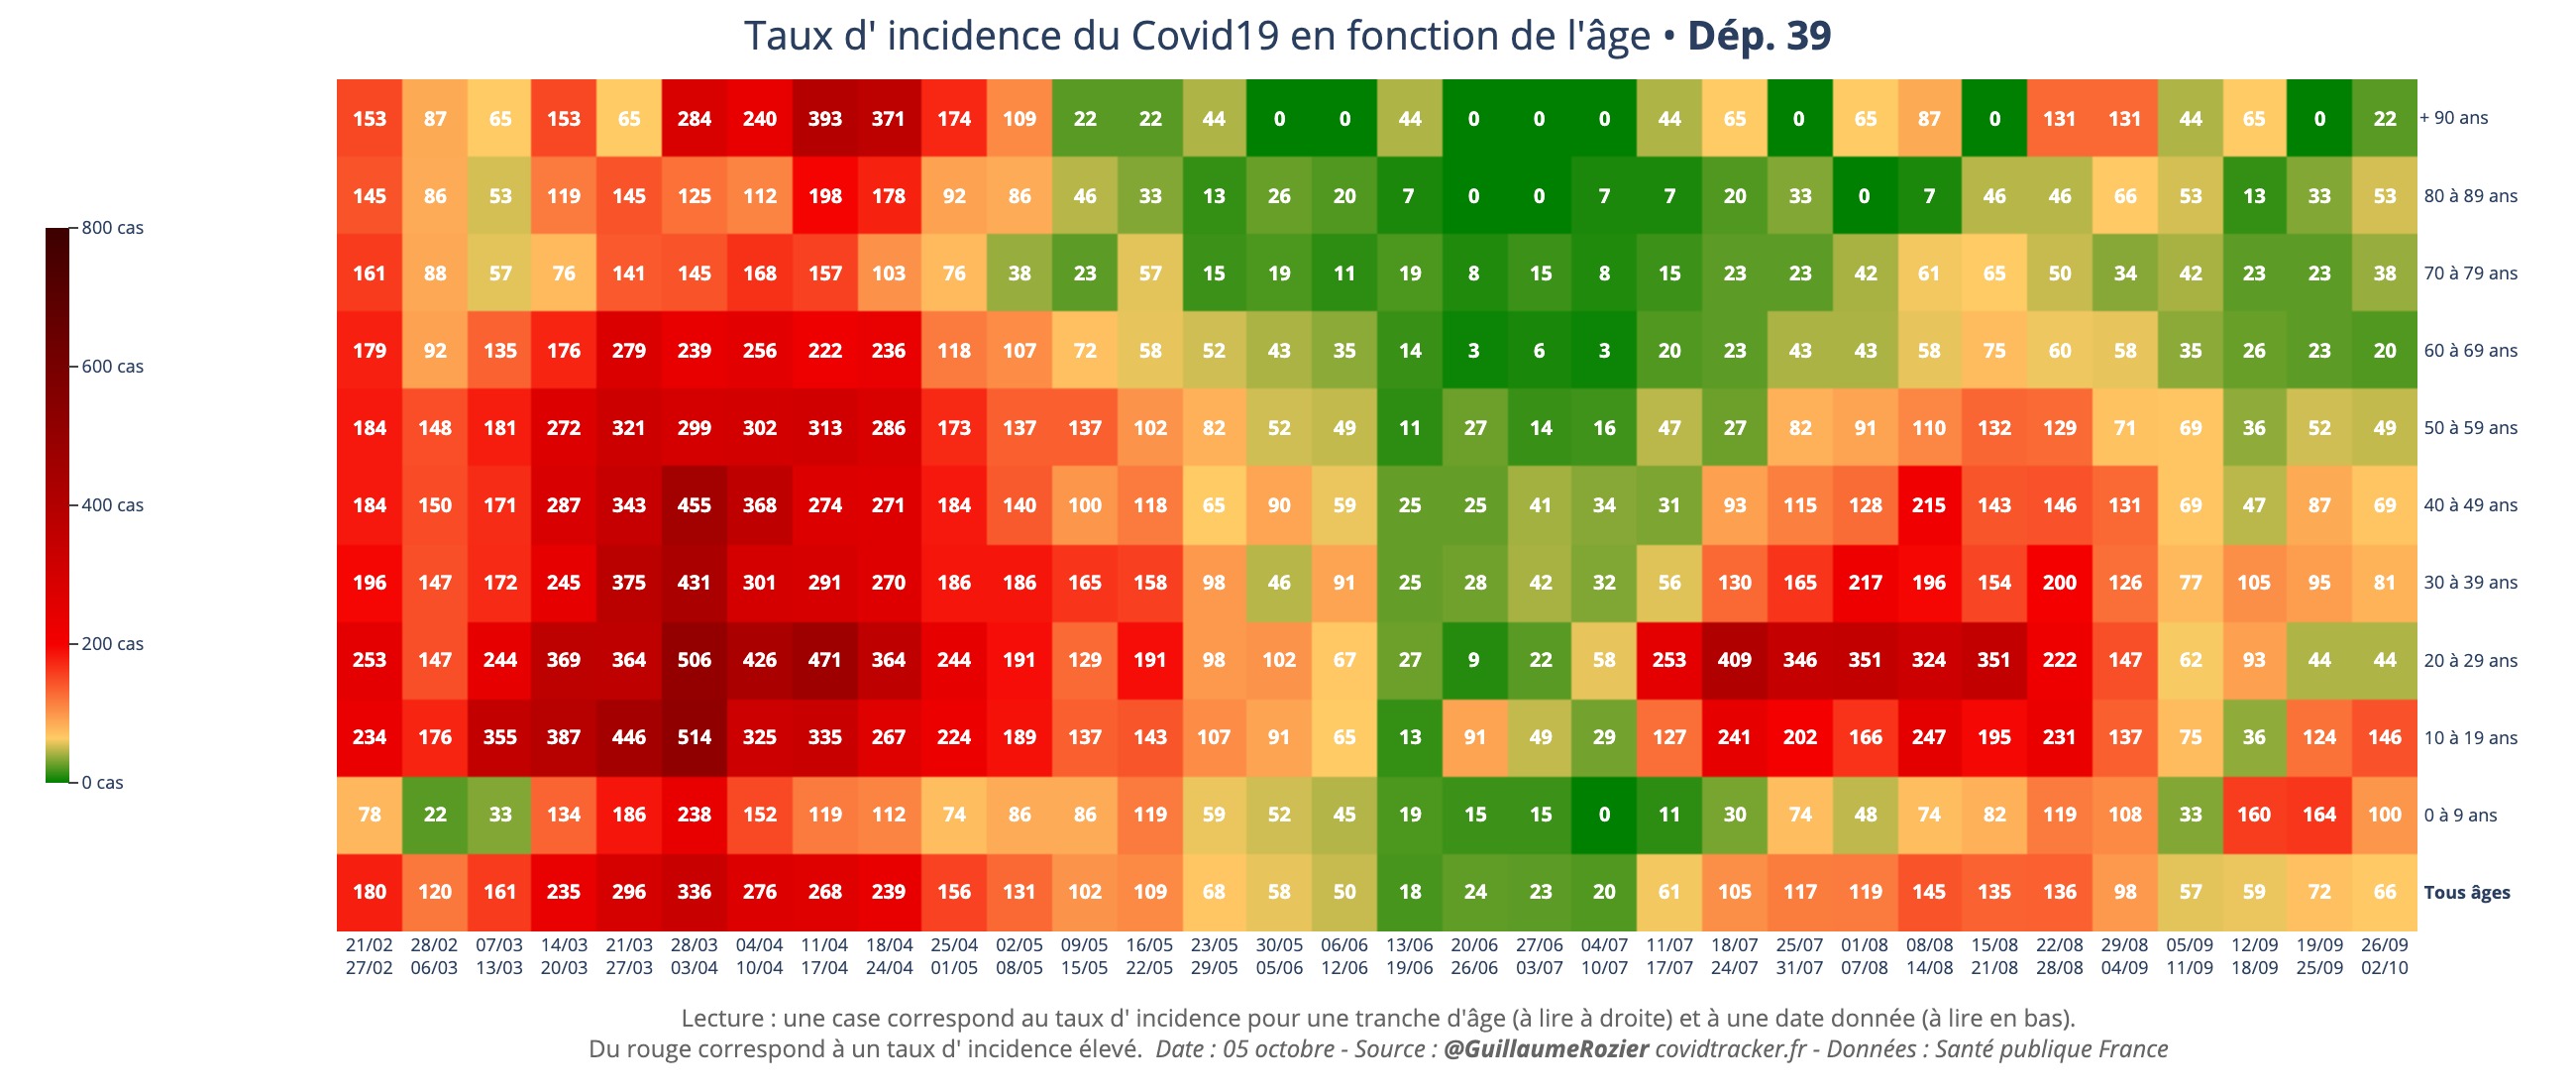 Taux d' incidence du Covid19 en fonction de l'âge • Dép. 39
153 87 65 153 65 284 240 393 371 174 109 22 22 44 0 0 44 0 0 0 44 65 0 65 87 0 131 131 44 65 0 22 + 90 ans
145 86 53 119 145 125 112 198 178 92 86 46 33 13 26 20 7 0 0 7 7 20 33 0 7 46 46 66 53 13 33 53 80 à 89 ans
800 cas
161 88 57 76 141 145 168 157 103 76 38 23 57 15 19 11 19 8 15 8 15 23 23 42 61 65 50 34 42 23 23 38 70 à 79 ans
179 92 135 176 279 239 256 222 236 118 107 72 58 52 43 35 14 3 6 3 20 23 43 43 58 75 60 58 35 26 23 20 60 à 69 ans
600 cas
184 148 181 272 321 299 302 313 286 173 137 137 102 82 52 49 11 27 14 16 47 27 82 91 110 132 129 71 69 36 52 49 50 à 59 ans
400 cas
184 150 171 287 343 455 368 274 271 184 140 100 118 65 90 59 25 25 41 34 31 93 115 128 215 143 146 131 69 47 87 69 40 à 49 ans
196 147 172 245 375 431 301 291 270 186 186 165 158 98 46 91 25 28 42 32 56 130 165 217 196 154 200 126 77 105 95 81 30 à 39 ans
200 cas
253 147 244 369 364 506 426 471 364 244 191 129 191 98 102 67 27 9 22 58 253 409 346 351 324 351 222 147 62 93 44 44 20 à 29 ans
234 176 355 387 446 514 325 335 267 224 189 137 143 107 91 65 13 91 49 29 127 241 202 166 247 195 231 137 75 36 124 146 10 à 19 ans
0 cas
78 22 33 134 186 238 152 119 112 74 86 86 119 59 52 45 19 15 15 0 11 30 74 48 74 82 119 108 33 160 164 100 0 à 9 ans
180 120 161 235 296 336 276 268 239 156 131 102 109 68 58 50 18 24 23 20 61 105 117 119 145 135 136 98 57 59 72 66 Tous âges
21/02 28/02 07/03 14/03 21/03 28/03 04/04 11/04 18/04 25/04 02/05 09/05 16/05 23/05 30/05 06/06 13/06 20/06 27/06 04/07 11/07 18/07 25/07 01/08 08/08 15/08 22/08 29/08 05/09 12/09 19/09 26/09
27/02 06/03 13/03 20/03 27/03 03/04 10/04 17/04 24/04 01/05 08/05 15/05 22/05 29/05 05/06 12/06 19/06 26/06 03/07 10/07 17/07 24/07 31/07 07/08 14/08 21/08 28/08 04/09 11/09 18/09 25/09 02/10
Lecture : une case correspond au taux d' incidence pour une tranche d'âge (à lire à droite) et à une date donnée (à lire en bas).
Du rouge correspond à un taux d' incidence élevé. Date : 05 octobre - Source : @GuillaumeRozier covidtracker.fr - Données : Santé publique France